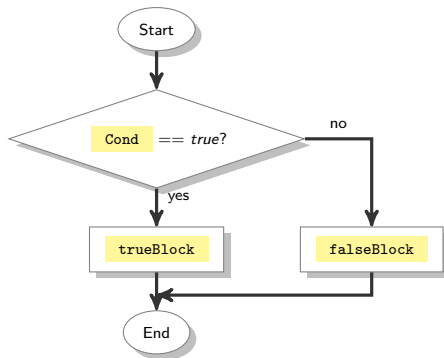 Start
Cond == true?
no
yes
trueBlock
falseBlock
End